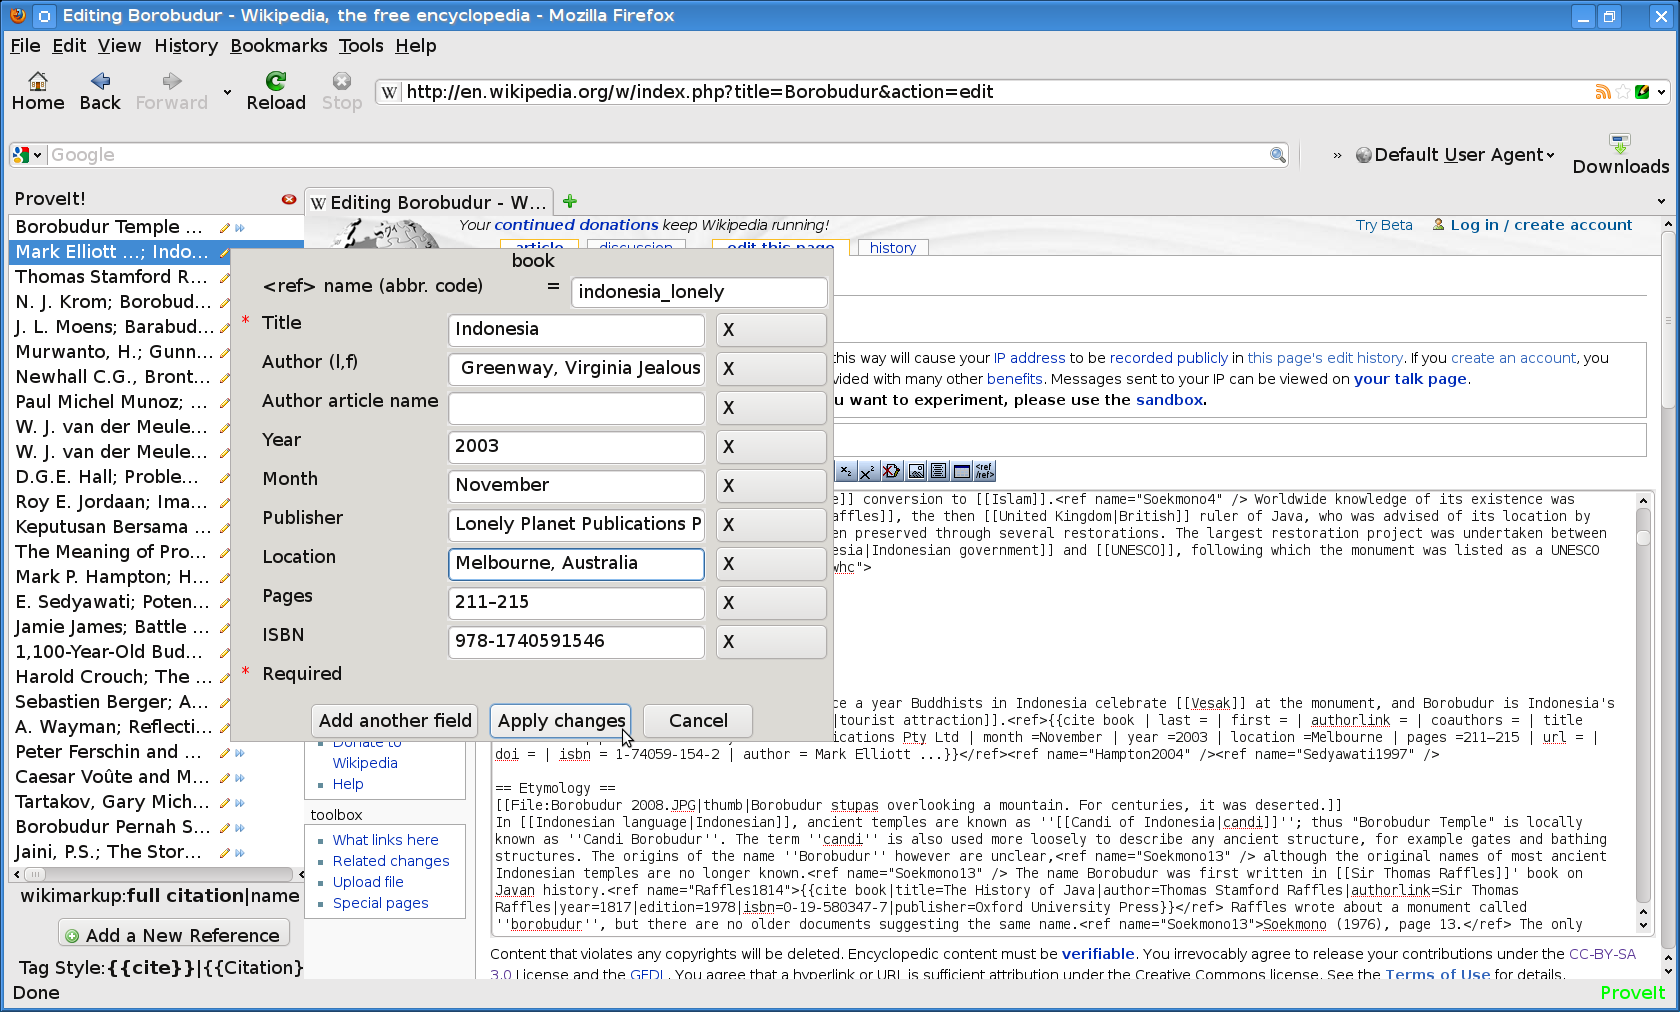 Editing Borobudur - Wikipedia, the free encyclopedia - Mozilla Firefox
File Edit View History Bookmarks Tools Help
Home Back Forward Reload Stop
W http://en.wikipedia.org/w/index.php?title=Borobudur&action=edit
Google
» Default User Agent
Downloads
ProveIt!
W Editing Borobudur - W...
Borobudur Temple ...
Mark Elliott ...; Indo...
Thomas Stamford R...
N. J. Krom; Borobud...
J. L. Moens; Barabud...
Murwanto, H.; Gunn...
Newhall C.G., Bront...
Paul Michel Munoz; ...
W. J. van der Meule...
W. J. van der Meule...
D.G.E. Hall; Proble...
Roy E. Jordaan; Ima...
Keputusan Bersama ...
The Meaning of Pro...
Mark P. Hampton; H...
E. Sedyawati; Poten...
Jamie James; Battle ...
1,100-Year-Old Bud...
Harold Crouch; The ...
Sebastien Berger; A...
A. Wayman; Reflecti...
Peter Ferschin and ...
Caesar Voûte and M...
Tartakov, Gary Mich...
Borobudur Pernah S...
Jaini, P.S.; The Stor...
wikimarkup:full citation|name
Add a New Reference
Tag Style:{{cite}}|{{Citation}
Done
ProveIt
Your continued donations keep Wikipedia running!
Try Beta Log in / create account
article discussion edit this page history
book
<ref> name (abbr. code) = indonesia_lonely
* Title Indonesia X
Author (l,f) Greenway, Virginia Jealous X
Author article name X
Year 2003 X
Month November X
Publisher Lonely Planet Publications P X
Location Melbourne, Australia X
Pages 211–215 X
ISBN 978-1740591546 X
* Required
Add another field Apply changes Cancel
this way will cause your IP address to be recorded publicly in this page's edit history. If you create an account, you
vided with many other benefits. Messages sent to your IP can be viewed on your talk page.
u want to experiment, please use the sandbox.
x₂ x² <ref /ref>
e]] conversion to [[Islam]].<ref name="Soekmono4" /> Worldwide knowledge of its existence was
affles]], the then [[United Kingdom|British]] ruler of Java, who was advised of its location by
en preserved through several restorations. The largest restoration project was undertaken between
esia|Indonesian government]] and [[UNESCO]], following which the monument was listed as a UNESCO
whc">
ce a year Buddhists in Indonesia celebrate [[Vesak]] at the monument, and Borobudur is Indonesia's
|tourist attraction]].<ref>{{cite book | last = | first = | authorlink = | coauthors = | title
ications Pty Ltd | month =November | year =2003 | location =Melbourne | pages =211–215 | url = |
doi = | isbn = 1-74059-154-2 | author = Mark Elliott ...}}</ref><ref name="Hampton2004" /><ref name="Sedyawati1997" />
== Etymology ==
[[File:Borobudur 2008.JPG|thumb|Borobudur stupas overlooking a mountain. For centuries, it was deserted.]]
In [[Indonesian language|Indonesian]], ancient temples are known as ''[[Candi of Indonesia|candi]]''; thus "Borobudur Temple" is locally
known as ''Candi Borobudur''. The term ''candi'' is also used more loosely to describe any ancient structure, for example gates and bathing
structures. The origins of the name ''Borobudur'' however are unclear,<ref name="Soekmono13" /> although the original names of most ancient
Indonesian temples are no longer known.<ref name="Soekmono13" /> The name Borobudur was first written in [[Sir Thomas Raffles]]' book on
Javan history.<ref name="Raffles1814">{{cite book|title=The History of Java|author=Thomas Stamford Raffles|authorlink=Sir Thomas
Raffles|year=1817|edition=1978|isbn=0-19-580347-7|publisher=Oxford University Press}}</ref> Raffles wrote about a monument called
''borobudur'', but there are no older documents suggesting the same name.<ref name="Soekmono13">Soekmono (1976), page 13.</ref> The only
Donate to
Wikipedia
Help
toolbox
What links here
Related changes
Upload file
Special pages
Content that violates any copyrights will be deleted. Encyclopedic content must be verifiable. You irrevocably agree to release your contributions under the CC-BY-SA
3.0 License and the GFDL. You agree that a hyperlink or URL is sufficient attribution under the Creative Commons license. See the Terms of Use for details.